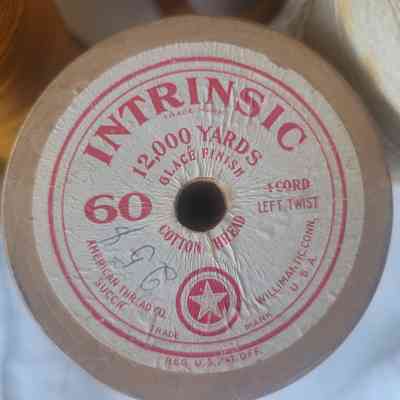 INTRINSIC
TRADE MARK
12,000 YARDS
GLACÉ FINISH
60
4 CORD
LEFT TWIST
COTTON THREAD
AMERICAN THREAD CO.
SUCCR.
WILLIMANTIC, CONN.
U.S.A.
TRADE MARK
REG. U.S. PAT. OFF.